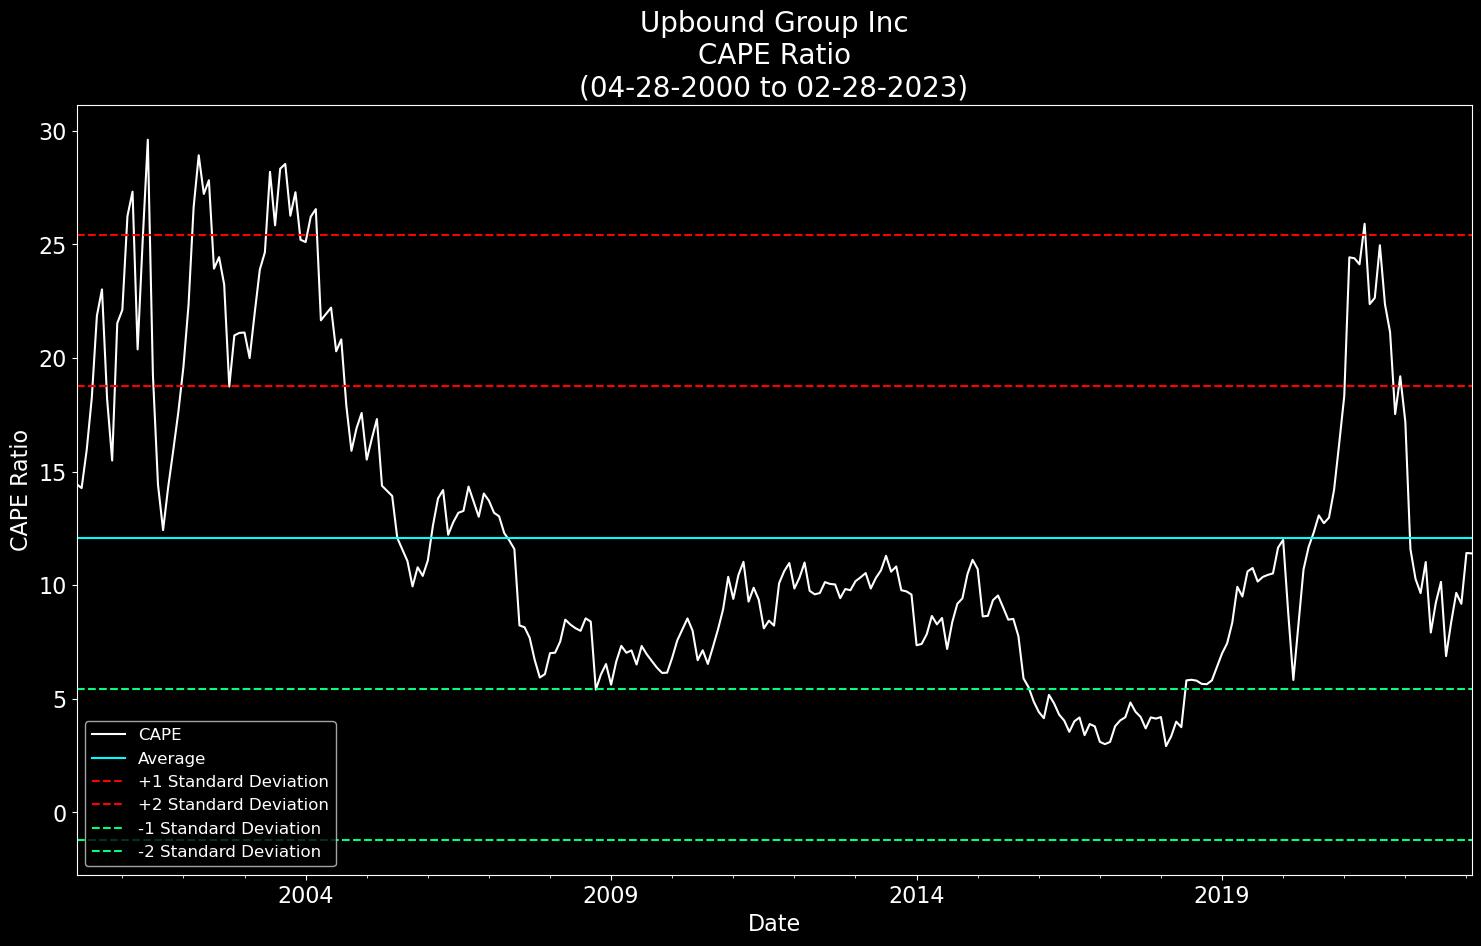 Upbound Group Inc
CAPE Ratio
(04-28-2000 to 02-28-2023)
CAPE Ratio
30
25
20
15
10
5
0
CAPE
Average
+1 Standard Deviation
+2 Standard Deviation
-1 Standard Deviation
-2 Standard Deviation
2004
2009
2014
2019
Date